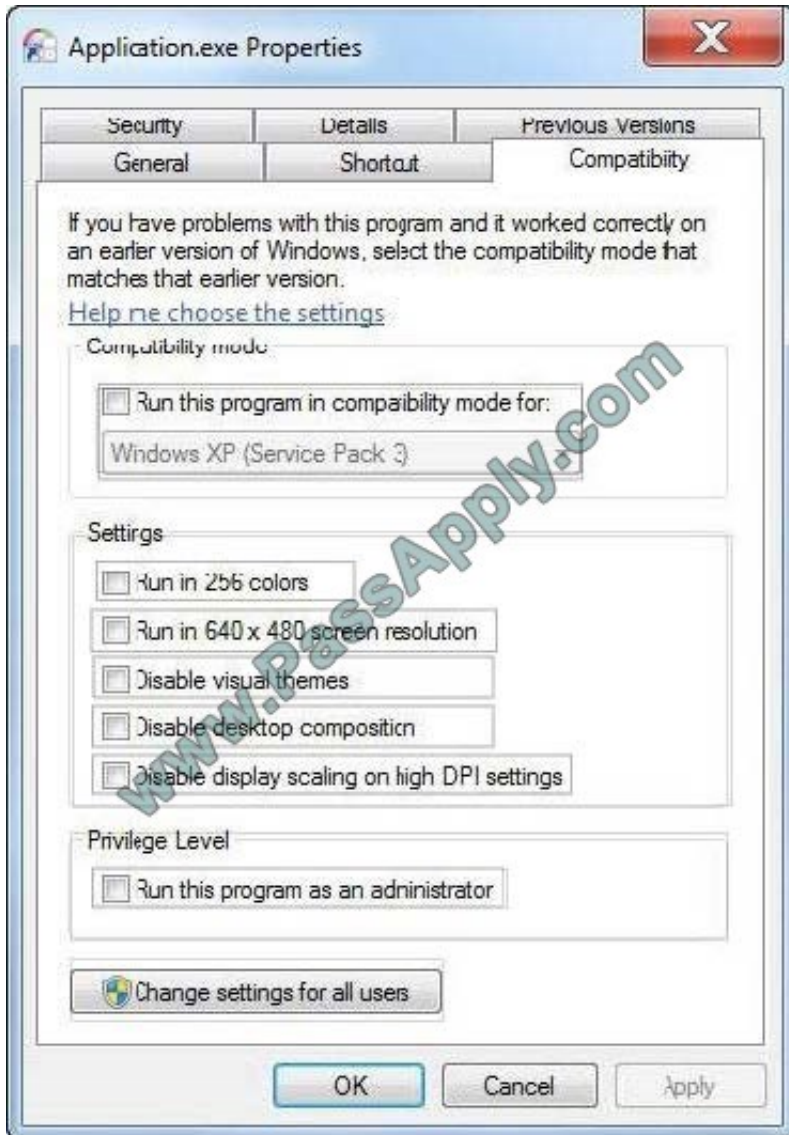 Application.exe Properties
Security Details Previous Versions
General Shortcut Compatibility
If you have problems with this program and it worked correctly on
an earlier version of Windows, select the compatibility mode that
matches that earlier version.
Help me choose the settings
Compatibility mode
Run this program in compatibility mode for:
Windows XP (Service Pack 3)
Settings
Run in 256 colors
Run in 640 x 480 screen resolution
Disable visual themes
Disable desktop composition
Disable display scaling on high DPI settings
Privilege Level
Run this program as an administrator
Change settings for all users
OK Cancel Apply
www.PassApply.com